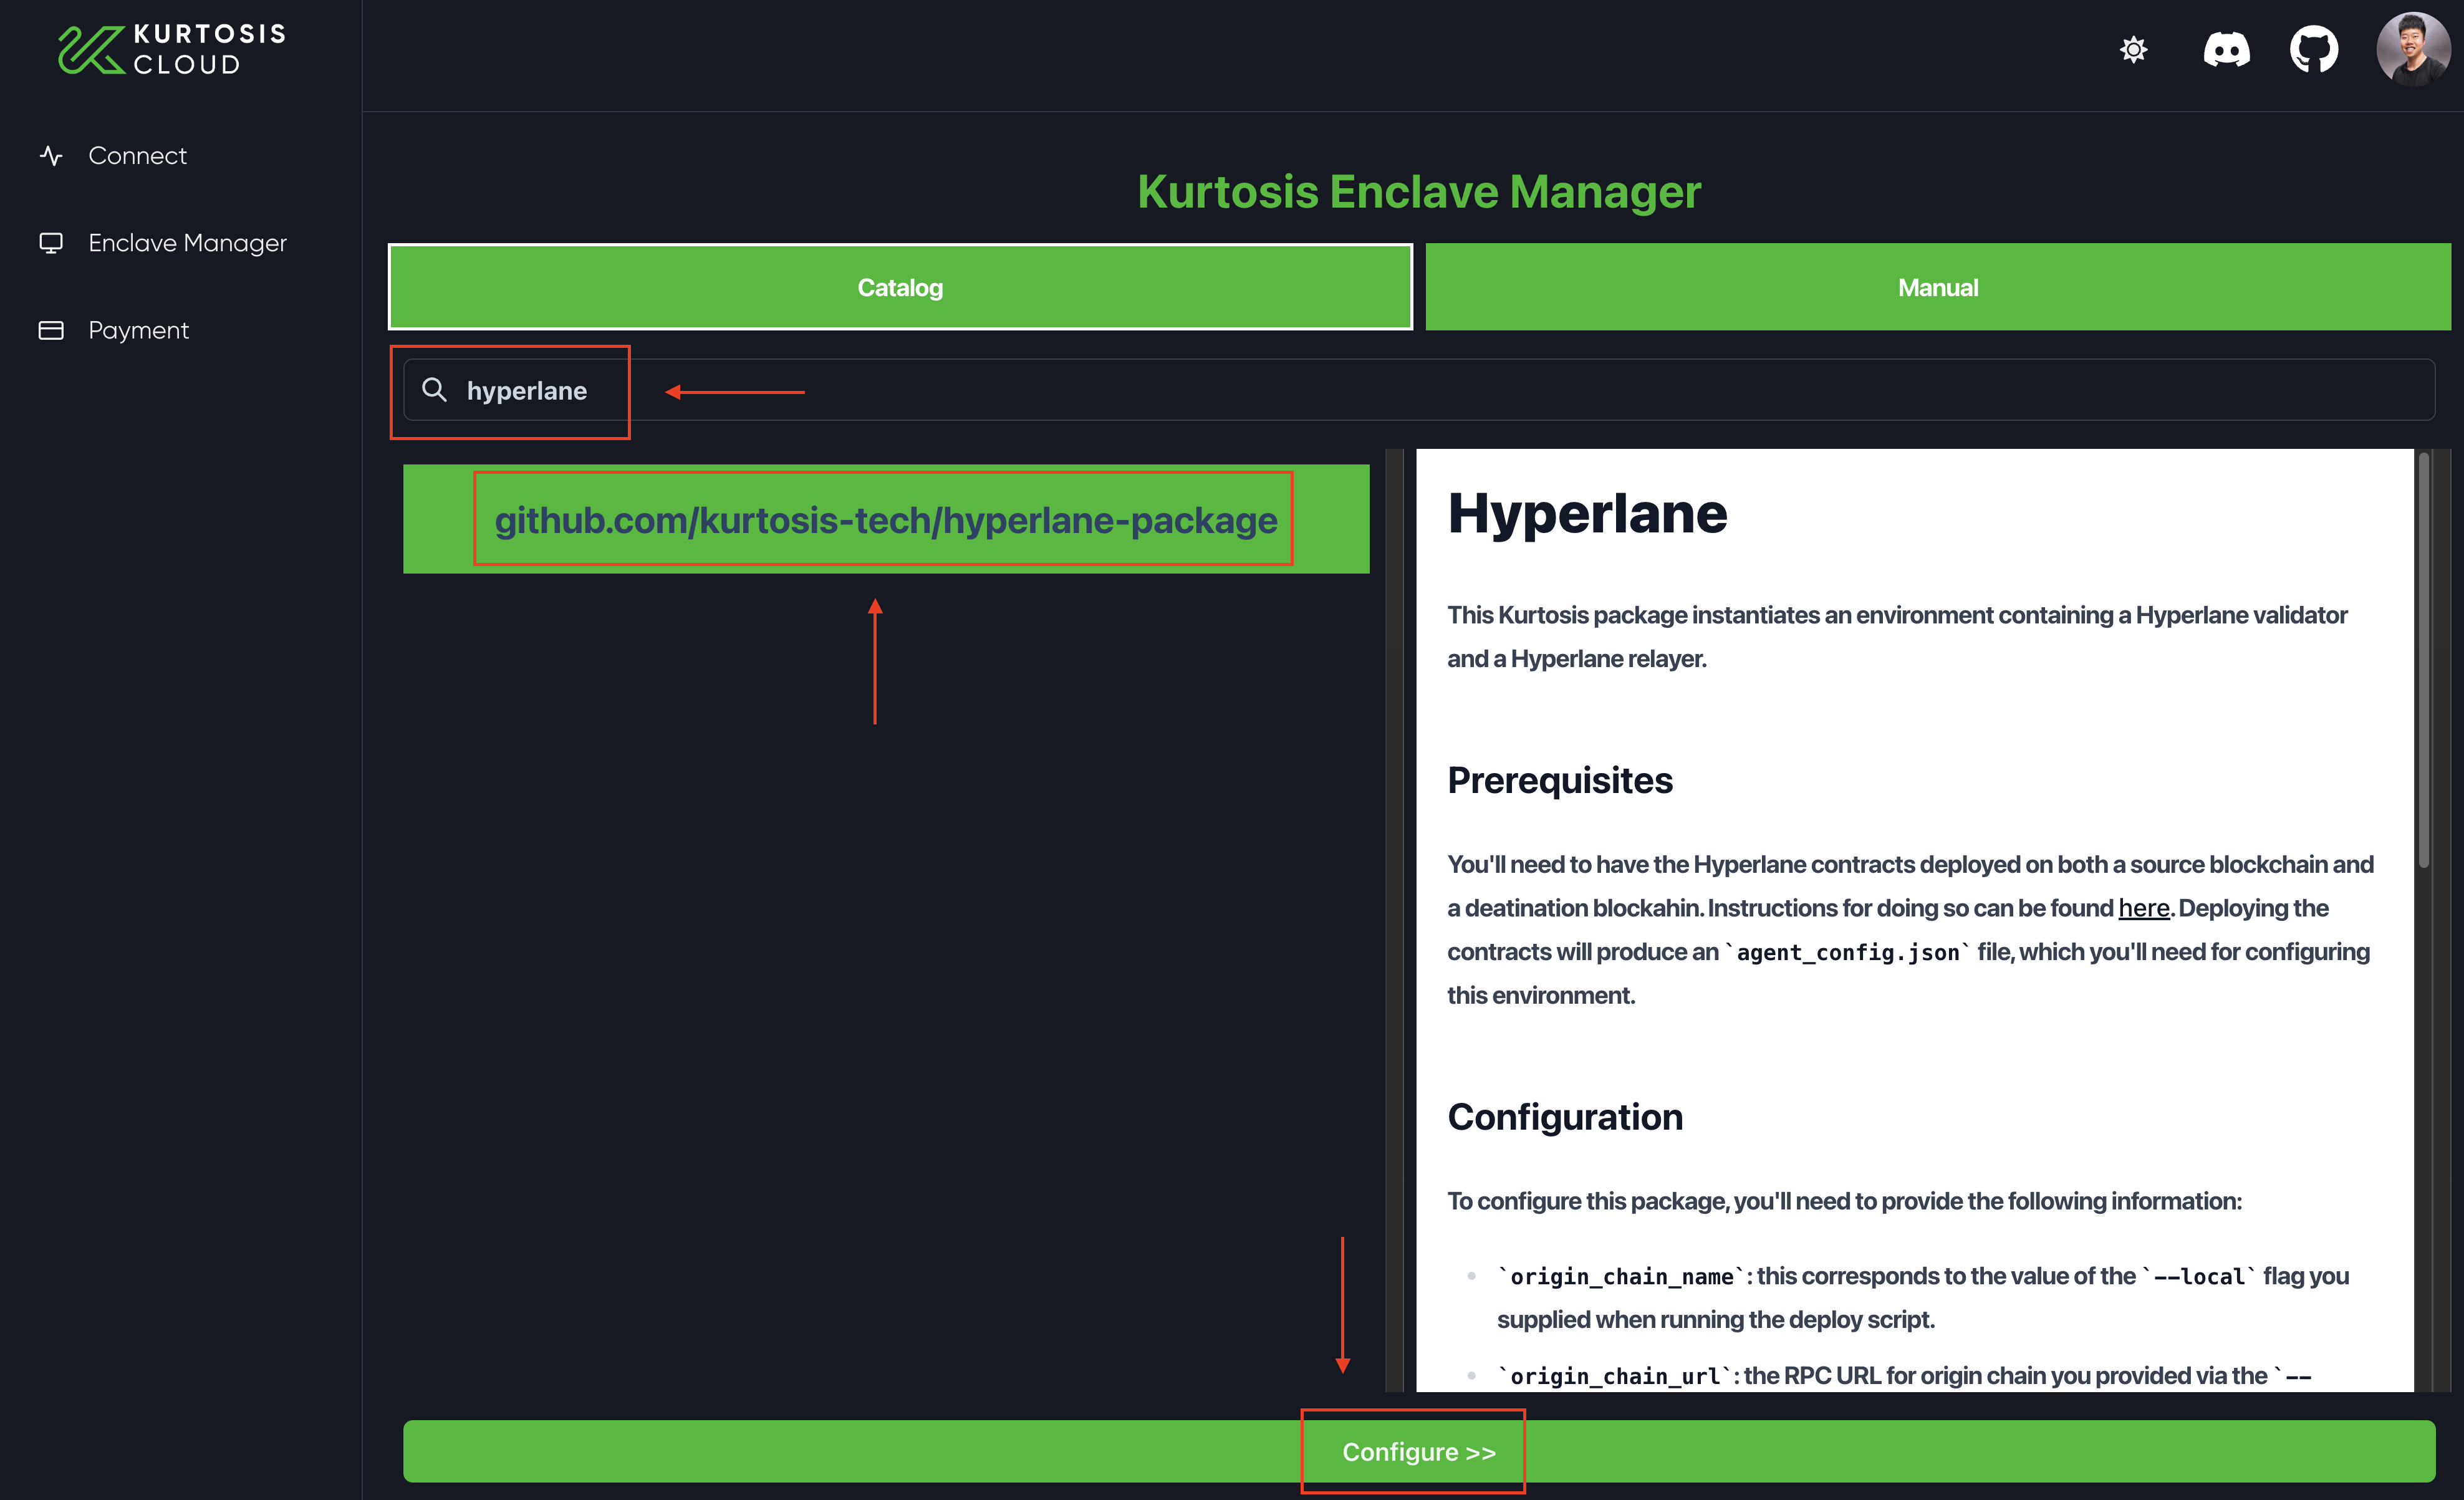 KURTOSIS
CLOUD
Connect
Enclave Manager
Payment
Kurtosis Enclave Manager
Catalog
Manual
hyperlane
github.com/kurtosis-tech/hyperlane-package
Hyperlane
This Kurtosis package instantiates an environment containing a Hyperlane validator
and a Hyperlane relayer.
Prerequisites
You'll need to have the Hyperlane contracts deployed on both a source blockchain and
a deatination blockahin. Instructions for doing so can be found here. Deploying the
contracts will produce an `agent_config.json` file, which you'll need for configuring
this environment.
Configuration
To configure this package, you'll need to provide the following information:
`origin_chain_name`: this corresponds to the value of the `--local` flag you
supplied when running the deploy script.
`origin_chain_url`: the RPC URL for origin chain you provided via the `--
Configure >>